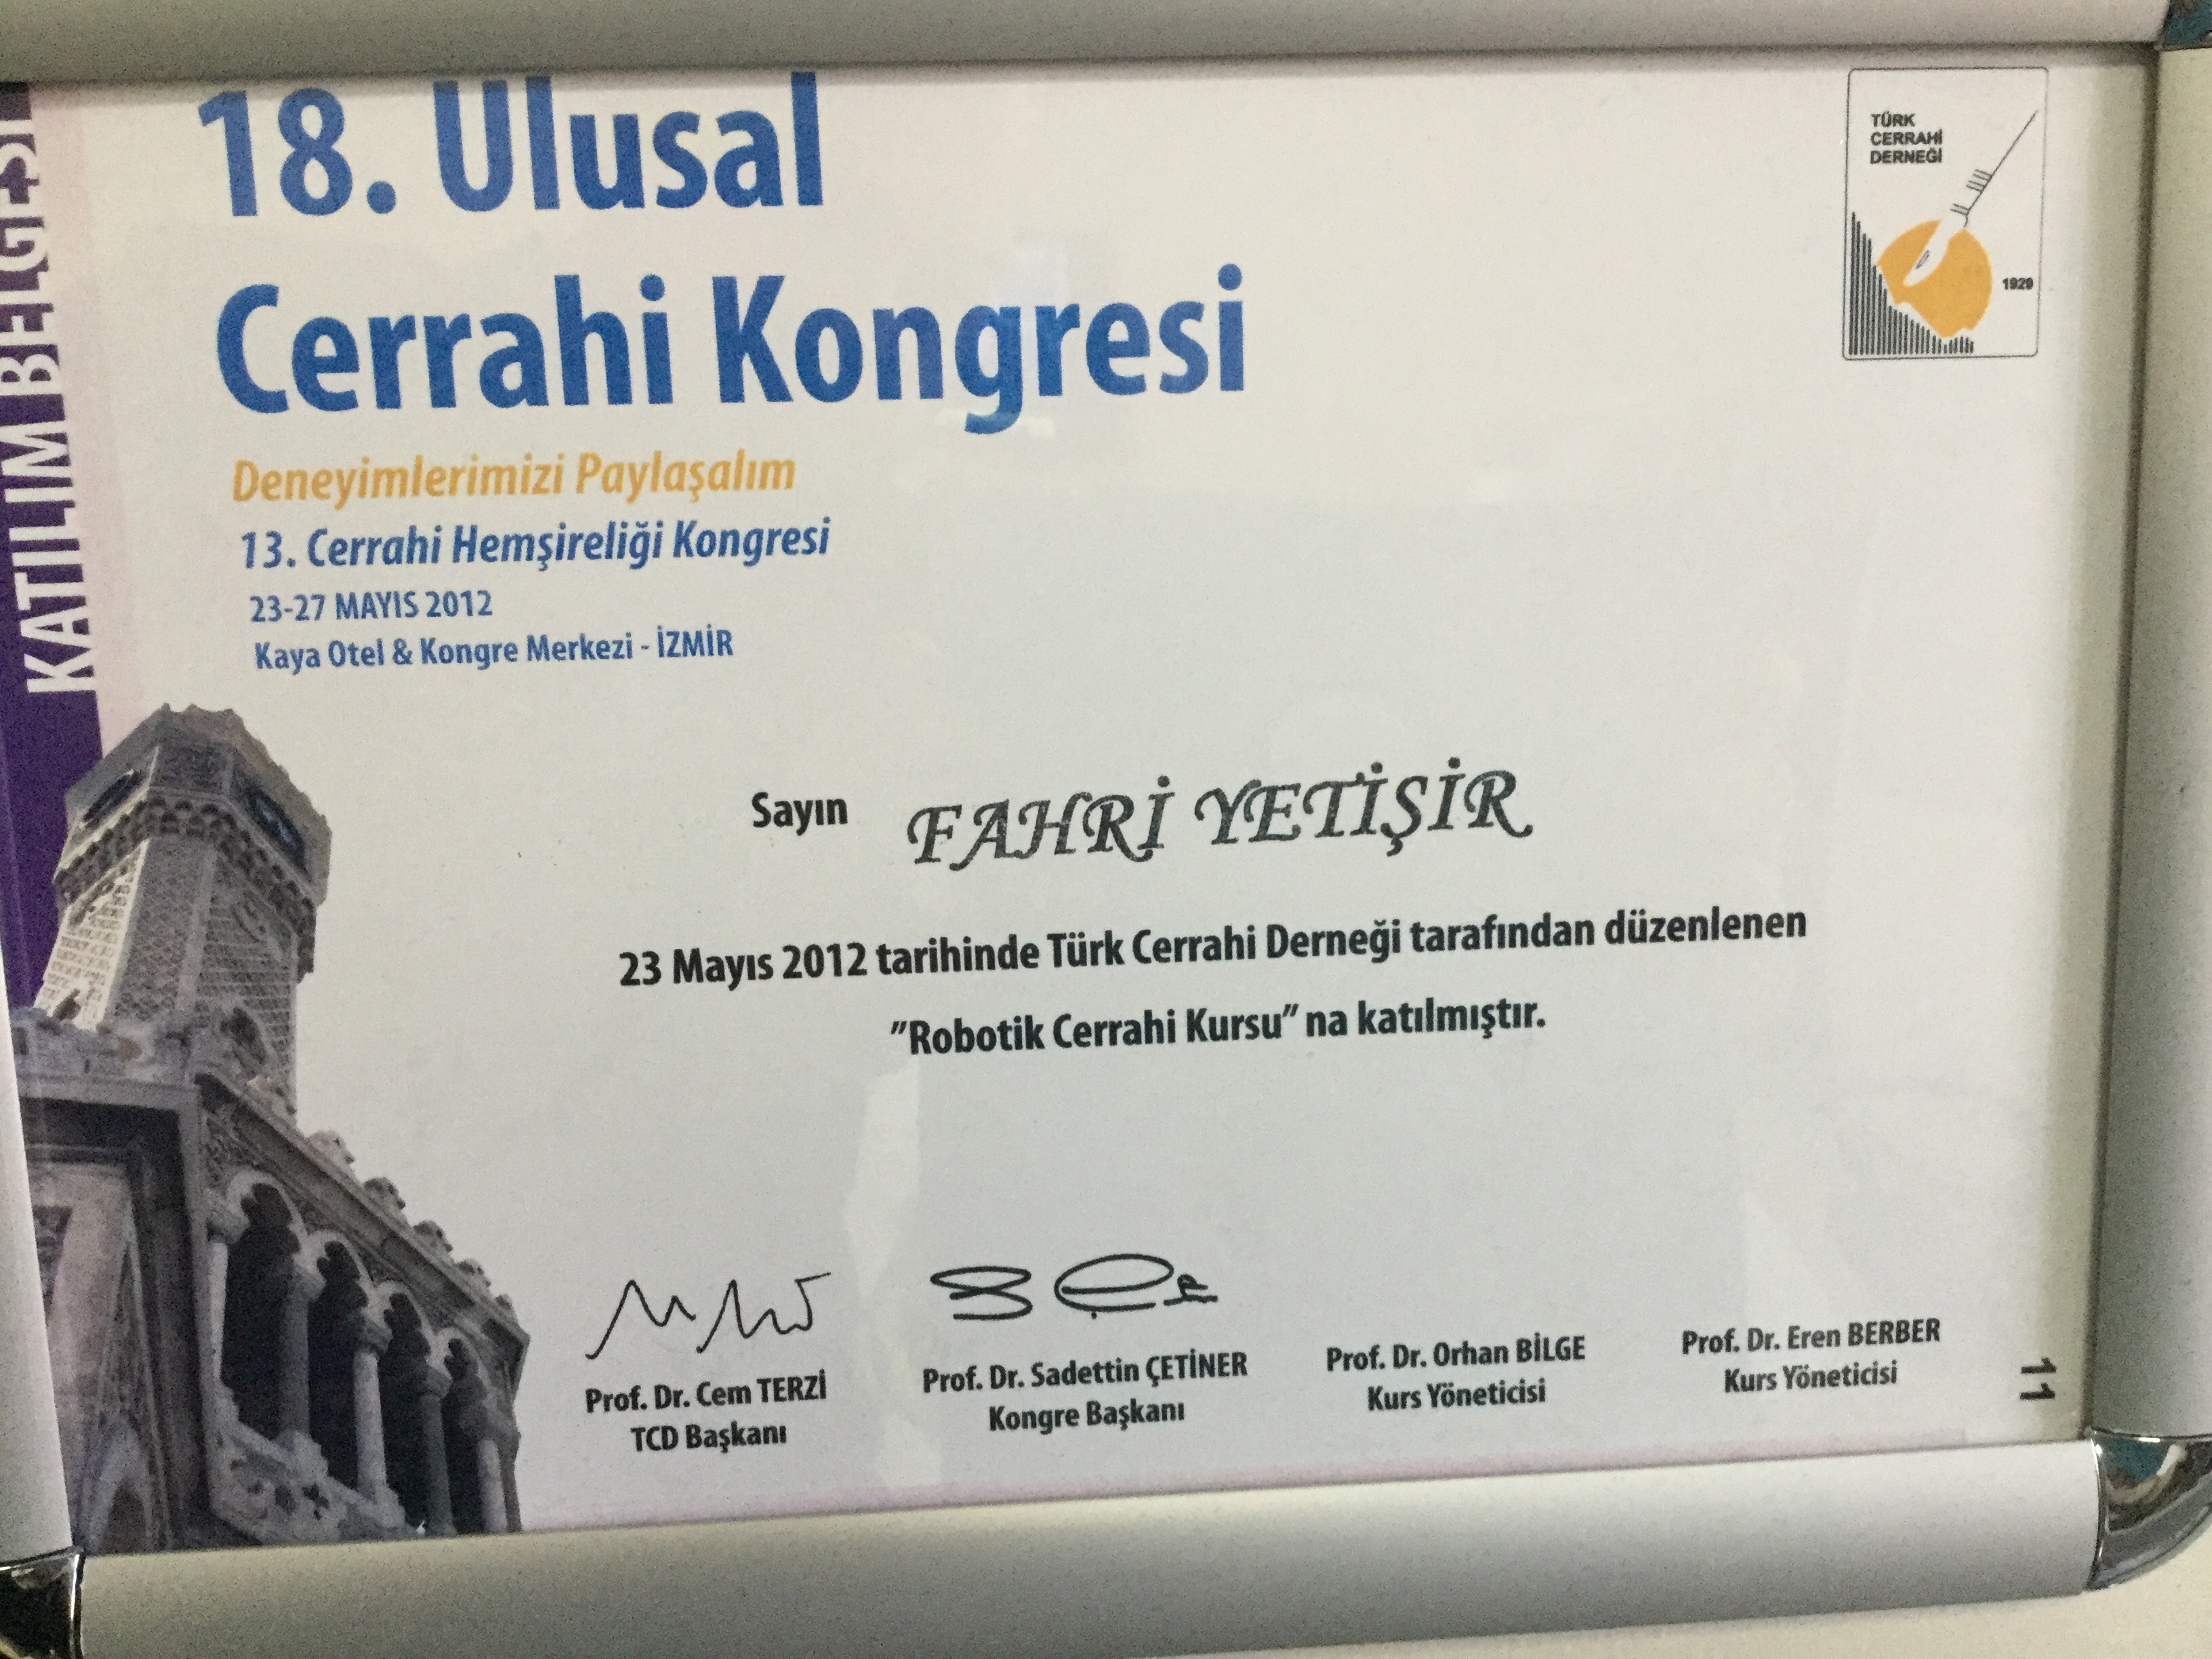 KATILIM BELGESİ
18. Ulusal
Cerrahi Kongresi
Deneyimlerimizi Paylaşalım
13. Cerrahi Hemşireliği Kongresi
23-27 MAYIS 2012
Kaya Otel & Kongre Merkezi - İZMİR
TÜRK
CERRAHİ
DERNEĞİ
1929
Sayın FAHRİ YETİŞİR
23 Mayıs 2012 tarihinde Türk Cerrahi Derneği tarafından düzenlenen
"Robotik Cerrahi Kursu" na katılmıştır.
Prof. Dr. Cem TERZİ
TCD Başkanı
Prof. Dr. Sadettin ÇETİNER
Kongre Başkanı
Prof. Dr. Orhan BİLGE
Kurs Yöneticisi
Prof. Dr. Eren BERBER
Kurs Yöneticisi
11